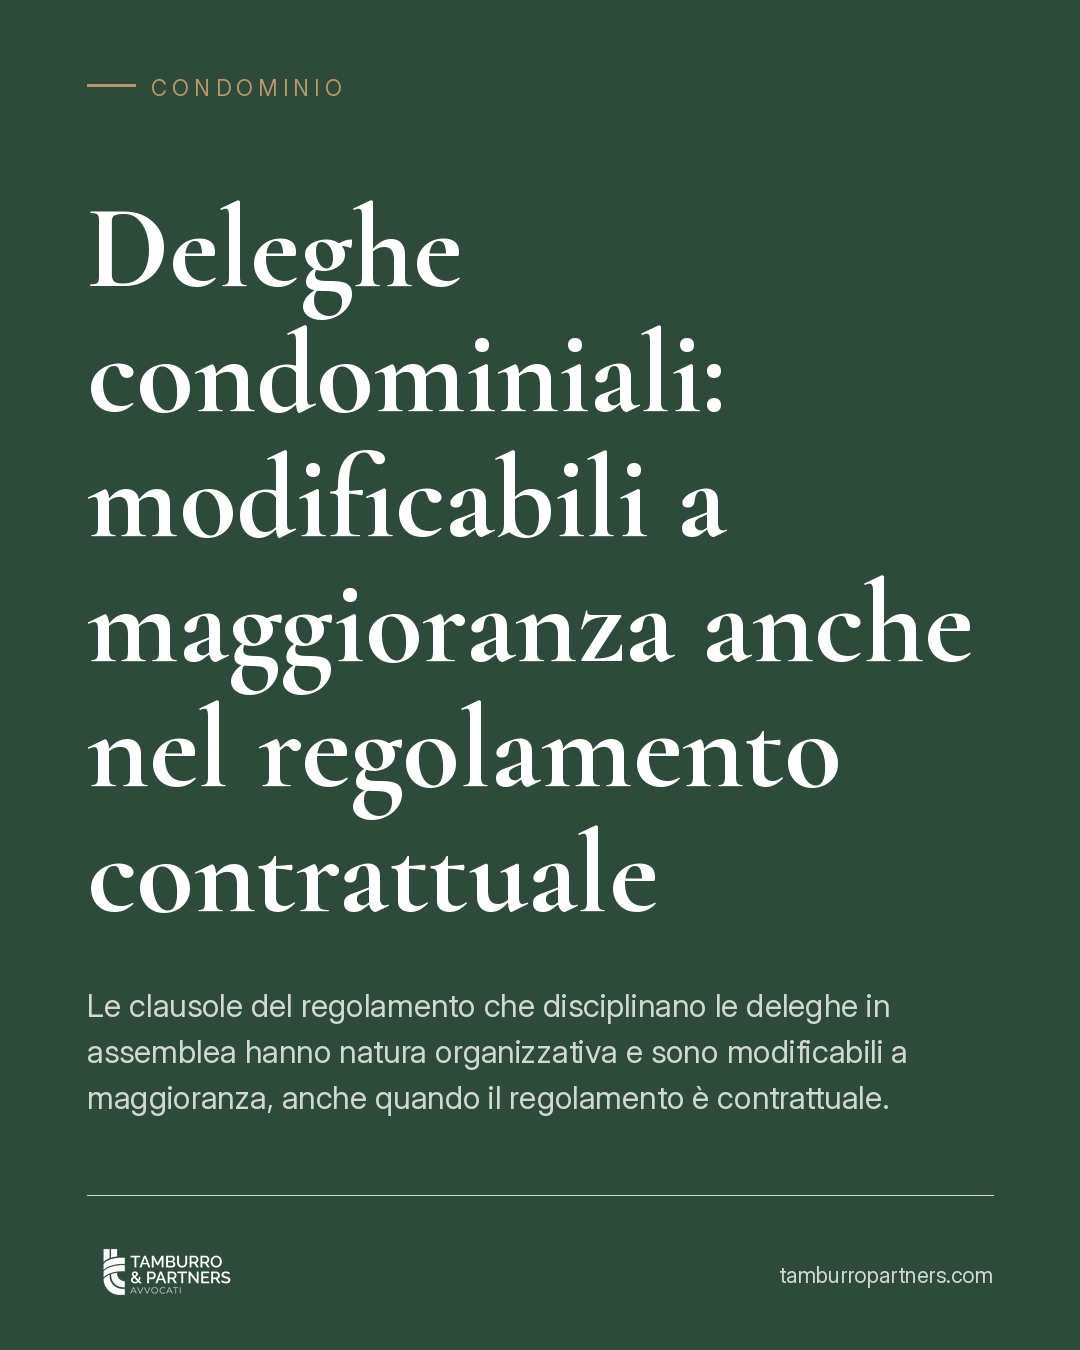 CONDOMINIO
Deleghe
condominiali:
modificabili a
maggioranza anche
nel regolamento
contrattuale
Le clausole del regolamento che disciplinano le deleghe in
assemblea hanno natura organizzativa e sono modificabili a
maggioranza, anche quando il regolamento è contrattuale.
TAMBURRO
& PARTNERS
AVVOCATI
tamburropartners.com